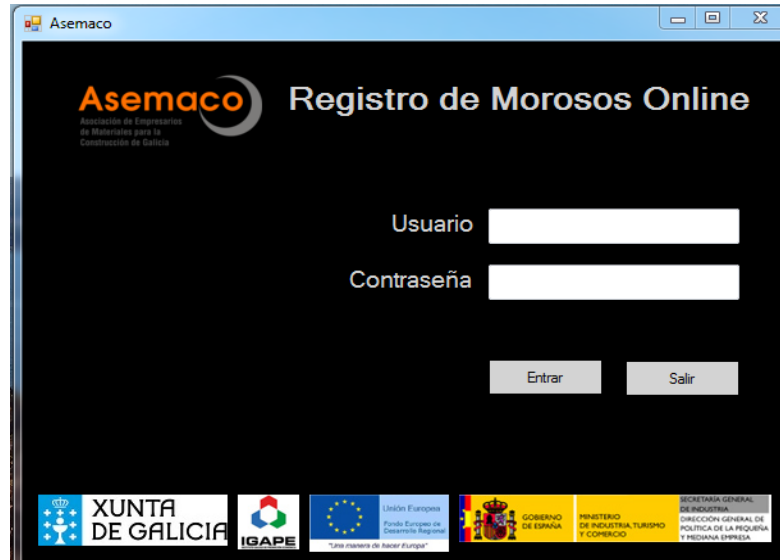 Asemaco
Asemaco
Asociación de Empresarios
de Materiales para la
Construcción de Galicia
Registro de Morosos Online
Usuario
Contraseña
Entrar
Salir
XUNTA
DE GALICIA
IGAPE
Unión Europea
Fondo Europeo de
Desarrollo Regional
"Una manera de hacer Europa"
GOBIERNO
DE ESPAÑA
MINISTERIO
DE INDUSTRIA, TURISMO
Y COMERCIO
SECRETARÍA GENERAL
DE INDUSTRIA
DIRECCIÓN GENERAL DE
POLÍTICA DE LA PEQUEÑA
Y MEDIANA EMPRESA